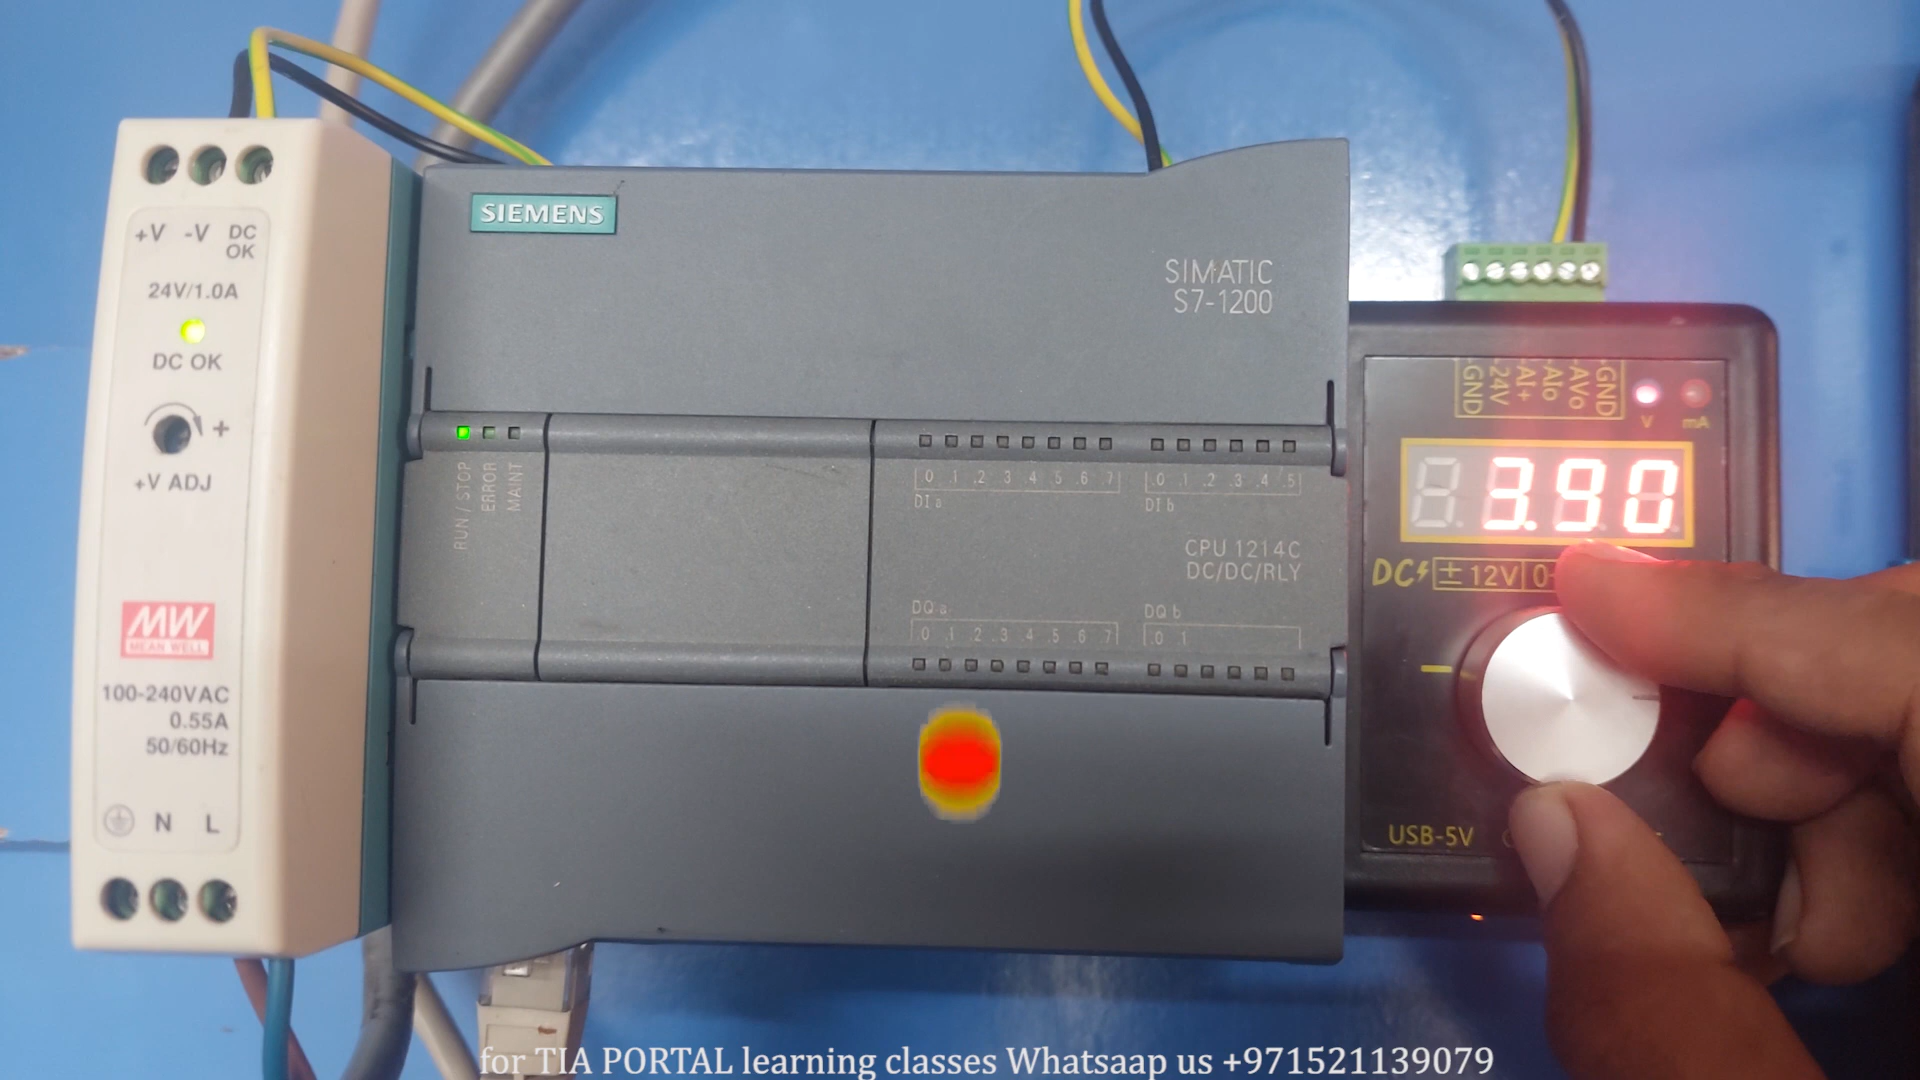 +V -V DC
OK
24V/1.0A
DC OK
+
+V ADJ
MW
MEAN WELL
100-240VAC
0.55A
50/60Hz
N L
SIEMENS
SIMATIC
S7-1200
RUN / STOP
ERROR
MAINT
.0 .1 .2 .3 .4 .5 .6 .7
DI a
.0 .1 .2 .3 .4 .5
DI b
CPU 1214C
DC/DC/RLY
DQ a
.0 .1 .2 .3 .4 .5 .6 .7
DQ b
.0 .1
GND
24V
AI+
AIo
AVo
GND
V mA
3.90
DC ± 12V 0-
USB-5V
for TIA PORTAL learning classes Whatsaap us +971521139079